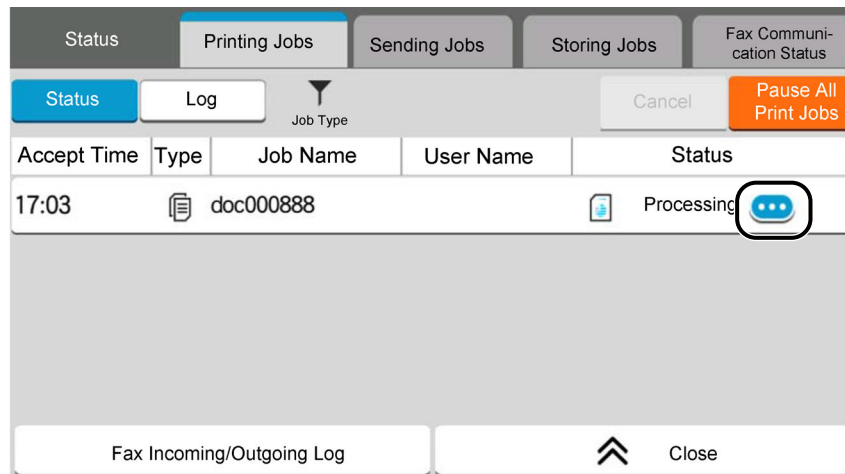 Status
Printing Jobs
Sending Jobs
Storing Jobs
Fax Communi-
cation Status
Status
Log
Job Type
Cancel
Pause All
Print Jobs
Accept Time
Type
Job Name
User Name
Status
17:03
doc000888
Processing
Fax Incoming/Outgoing Log
Close